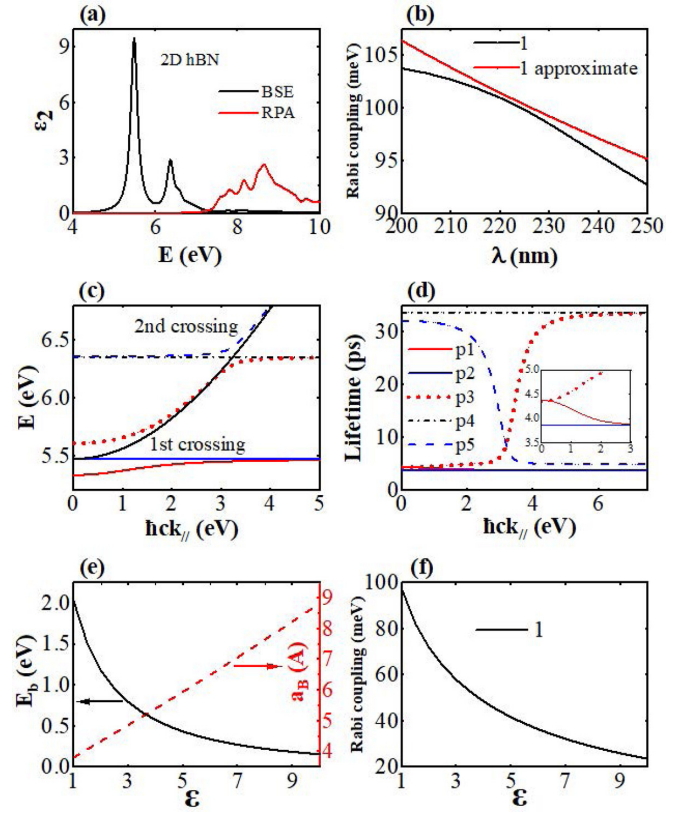 (a)
9
6
3
0
ε2
2D hBN
BSE
RPA
4
6
8
10
E (eV)
(b)
105
100
95
90
Rabi coupling (meV)
1
1 approximate
200
210
220
230
240
250
λ (nm)
(c)
6.5
6.0
5.5
E (eV)
2nd crossing
1st crossing
0
1
2
3
4
5
ħck// (eV)
(d)
30
20
10
0
Lifetime (ps)
p1
p2
p3
p4
p5
5.0
4.5
4.0
3.5
0
1
2
3
0
2
4
6
ħck// (eV)
(e)
2.0
1.5
1.0
0.5
0.0
Eb (eV)
9
8
7
6
5
4
aB (A)
1
3
5
7
9
ε
(f)
100
80
60
40
20
Rabi coupling (meV)
1
1
3
5
7
9
ε